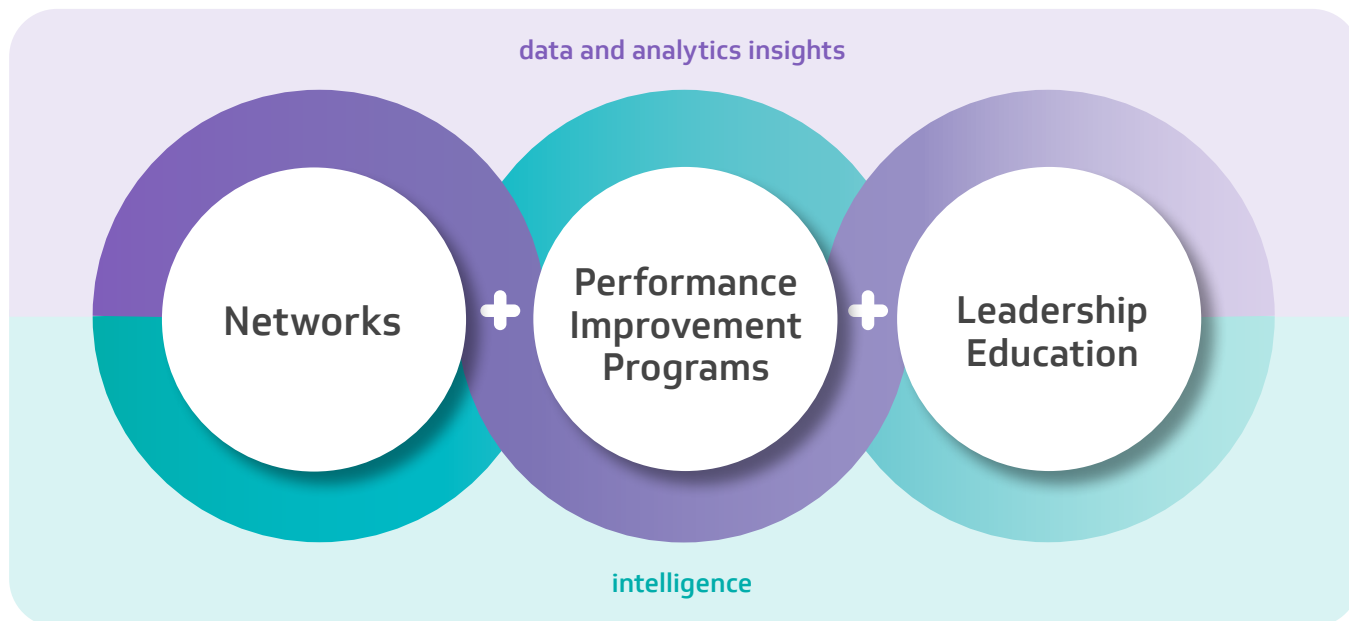 data and analytics insights
Networks
+
Performance
Improvement
Programs
+
Leadership
Education
intelligence